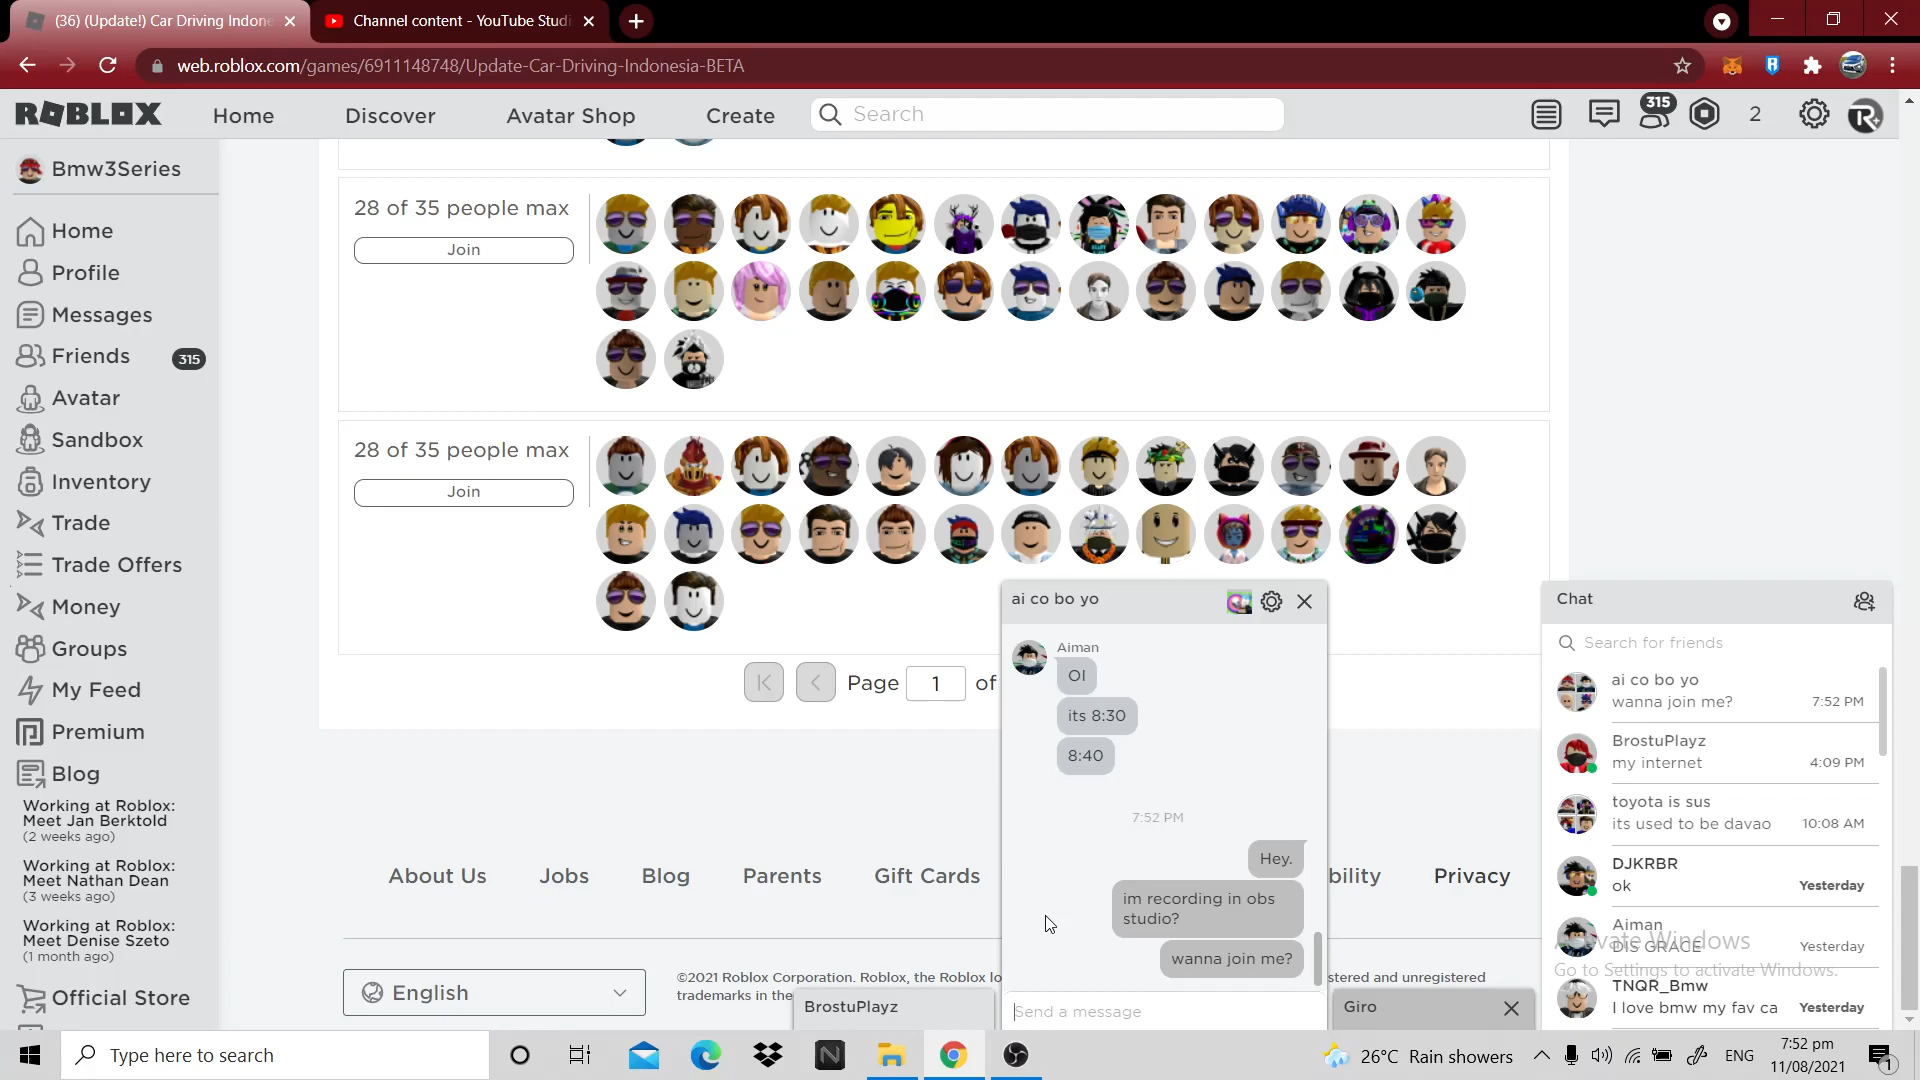 (36) (Update!) Car Driving Indone
Channel content - YouTube Studi
web.roblox.com/games/6911148748/Update-Car-Driving-Indonesia-BETA
ROBLOX
Home
Discover
Avatar Shop
Create
Search
315
2
Bmw3Series
Home
Profile
Messages
Friends
315
Avatar
Sandbox
Inventory
Trade
Trade Offers
Money
Groups
My Feed
Premium
Blog
Working at Roblox:
Meet Jan Berktold
(2 weeks ago)
Working at Roblox:
Meet Nathan Dean
(3 weeks ago)
Working at Roblox:
Meet Denise Szeto
(1 month ago)
Official Store
28 of 35 people max
Join
28 of 35 people max
Join
Page 1 of
About Us
Jobs
Blog
Parents
Gift Cards
bility
Privacy
English
©2021 Roblox Corporation. Roblox, the Roblox lo
stered and unregistered
trademarks in the
BrostuPlayz
ai co bo yo
Aiman
OI
its 8:30
8:40
7:52 PM
Hey.
im recording in obs
studio?
wanna join me?
Send a message
Giro
Chat
Search for friends
ai co bo yo
wanna join me?
7:52 PM
BrostuPlayz
my internet
4:09 PM
toyota is sus
its used to be davao
10:08 AM
DJKRBR
ok
Yesterday
Aiman
DIS GRACE
Yesterday
TNQR_Bmw
I love bmw my fav ca
Yesterday
Activate Windows
Go to Settings to activate Windows.
Type here to search
26°C Rain showers
ENG
7:52 pm
11/08/2021
1